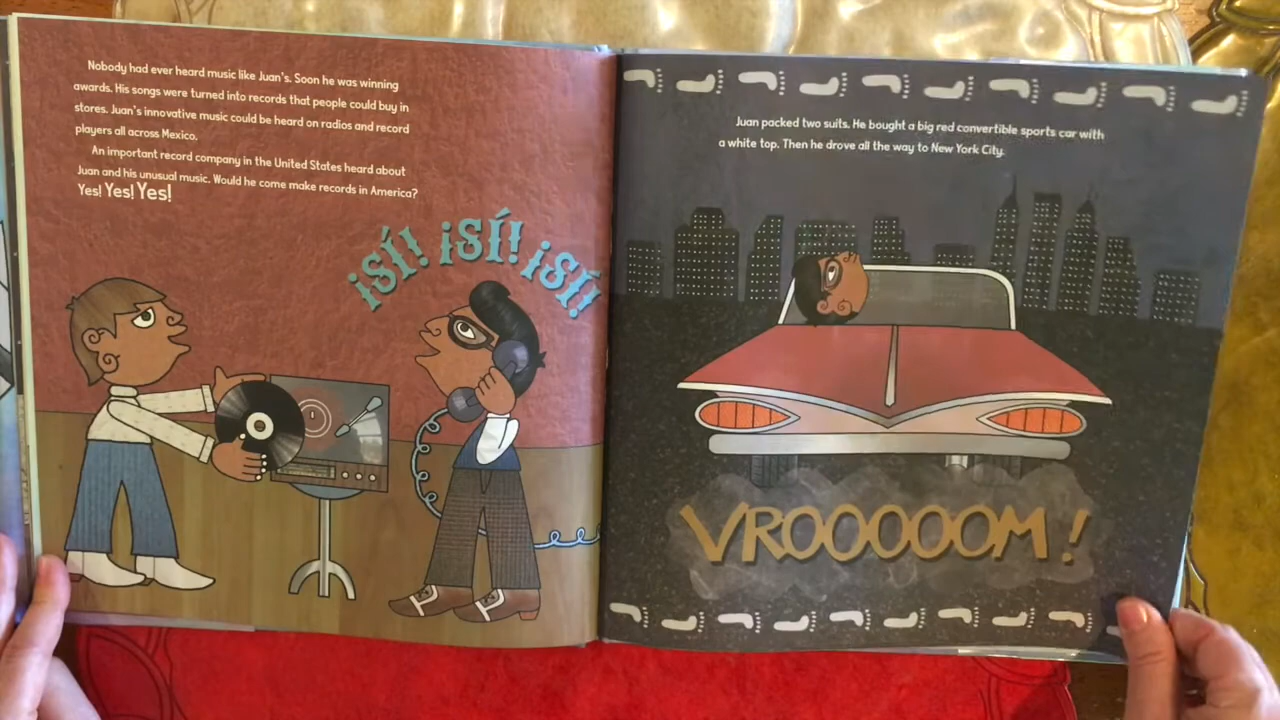 Nobody had ever heard music like Juan's. Soon he was winning
awards. His songs were turned into records that people could buy in
stores. Juan's innovative music could be heard on radios and record
players all across Mexico.
An important record company in the United States heard about
Juan and his unusual music. Would he come make records in America?
Yes! Yes! Yes!
¡SÍ! ¡SÍ! ¡SÍ!
Juan packed two suits. He bought a big red convertible sports car with
a white top. Then he drove all the way to New York City.
VROOOOOM!